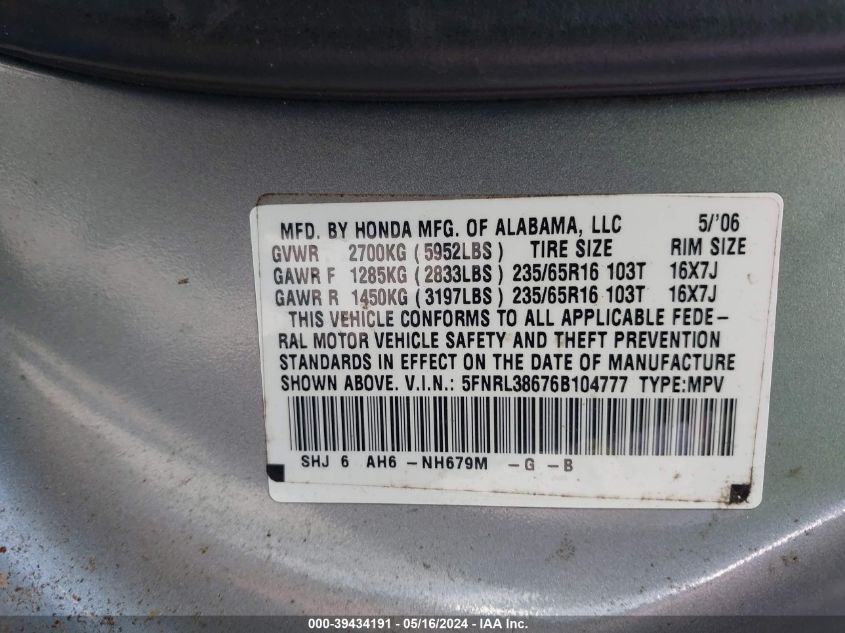 MFD. BY HONDA MFG. OF ALABAMA, LLC 5/'06
GVWR 2700KG (5952LBS) TIRE SIZE RIM SIZE
GAWR F 1285KG (2833LBS) 235/65R16 103T 16X7J
GAWR R 1450KG (3197LBS) 235/65R16 103T 16X7J
THIS VEHICLE CONFORMS TO ALL APPLICABLE FEDE-
RAL MOTOR VEHICLE SAFETY AND THEFT PREVENTION
STANDARDS IN EFFECT ON THE DATE OF MANUFACTURE
SHOWN ABOVE. V.I.N.: 5FNRL38676B104777 TYPE:MPV
SHJ 6 AH6 -NH679M -G -B
000-39434191 - 05/16/2024 - IAA, Inc.